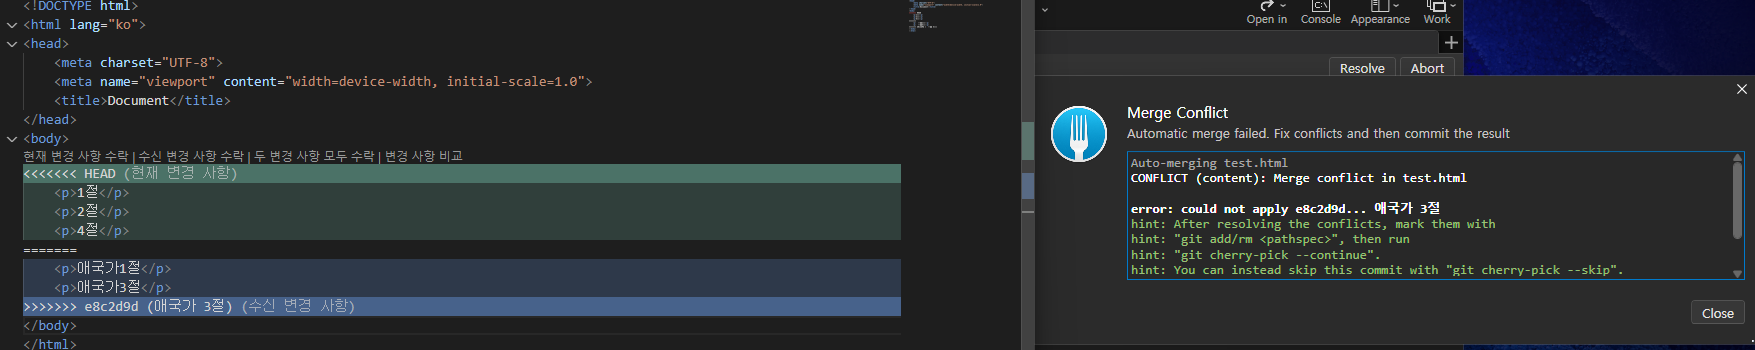 <!DOCTYPE html>
<html lang="ko">
<head>
<meta charset="UTF-8">
<meta name="viewport" content="width=device-width, initial-scale=1.0">
<title>Document</title>
</head>
<body>
현재 변경 사항 수락 | 수신 변경 사항 수락 | 두 변경 사항 모두 수락 | 변경 사항 비교
<<<<<<< HEAD (현재 변경 사항)
<p>1절</p>
<p>2절</p>
<p>4절</p>
=======
<p>애국가1절</p>
<p>애국가3절</p>
>>>>>>> e8c2d9d (애국가 3절) (수신 변경 사항)
</body>
</html>
Open in
Console
Appearance
Work
Resolve
Abort
Merge Conflict
Automatic merge failed. Fix conflicts and then commit the result
Auto-merging test.html
CONFLICT (content): Merge conflict in test.html
error: could not apply e8c2d9d... 애국가 3절
hint: After resolving the conflicts, mark them with
hint: "git add/rm <pathspec>", then run
hint: "git cherry-pick --continue".
hint: You can instead skip this commit with "git cherry-pick --skip".
Close